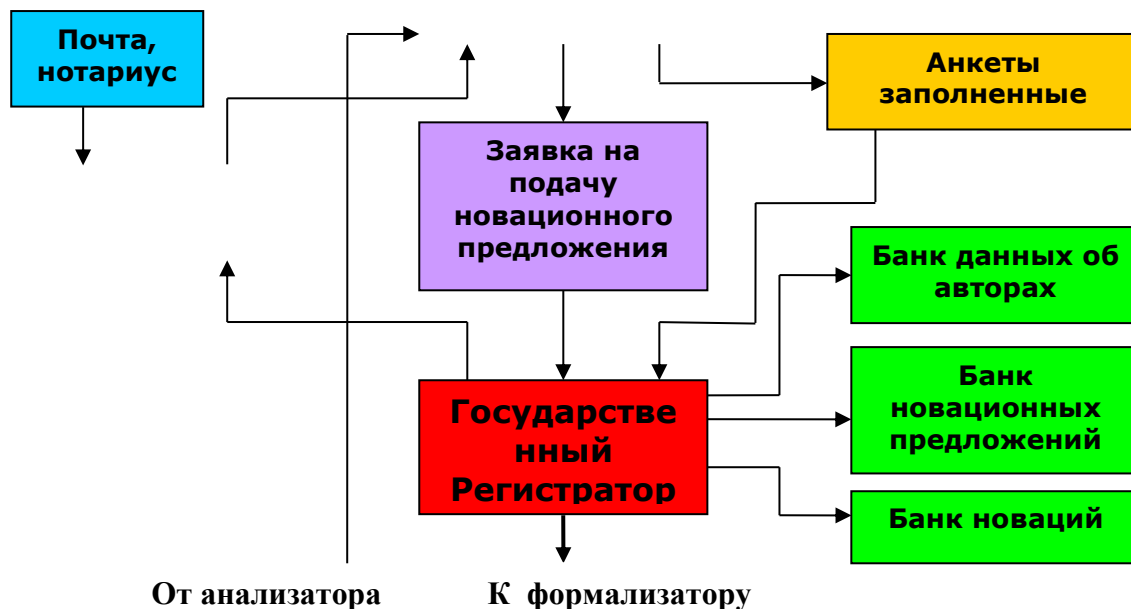 Почта,
нотариус
Анкеты
заполненные
Заявка на
подачу
новационного
предложения
Банк данных об
авторах
Государстве
нный
Регистратор
Банк
новационных
предложений
Банк новаций
От анализатора
К формализатору